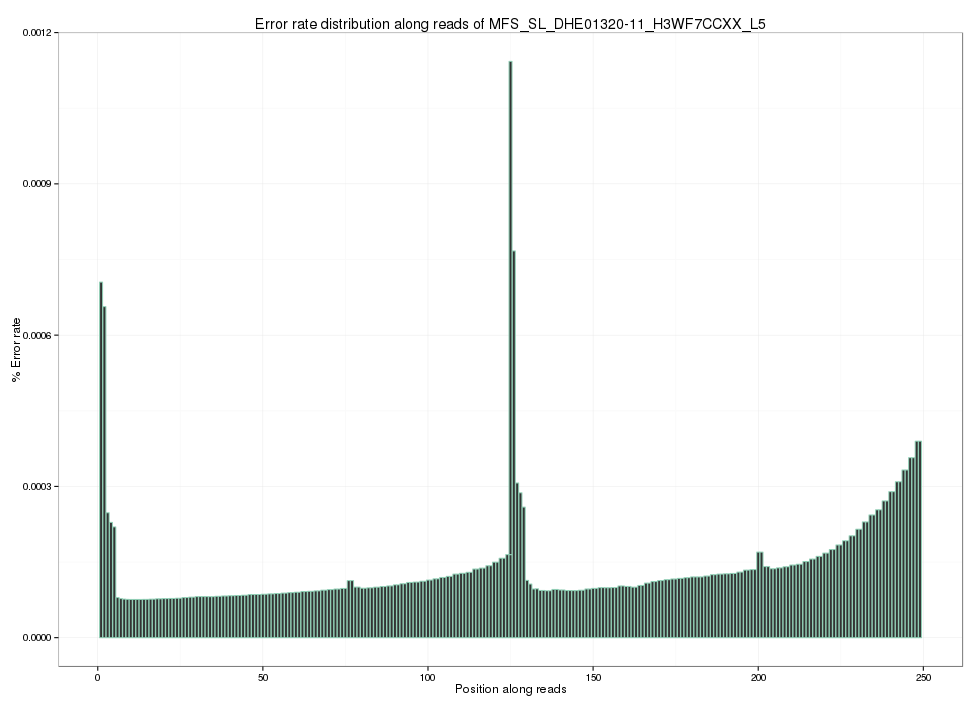 Error rate distribution along reads of MFS_SL_DHE01320-11_H3WF7CCXX_L5
0.0012
0.0009
0.0006
0.0003
0.0000
% Error rate
0 50 100 150 200 250
Position along reads